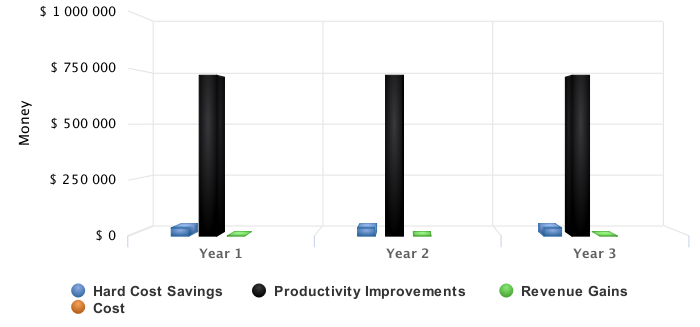 $ 1 000 000
$ 750 000
$ 500 000
$ 250 000
$ 0
Money
Year 1
Year 2
Year 3
Hard Cost Savings
Productivity Improvements
Revenue Gains
Cost